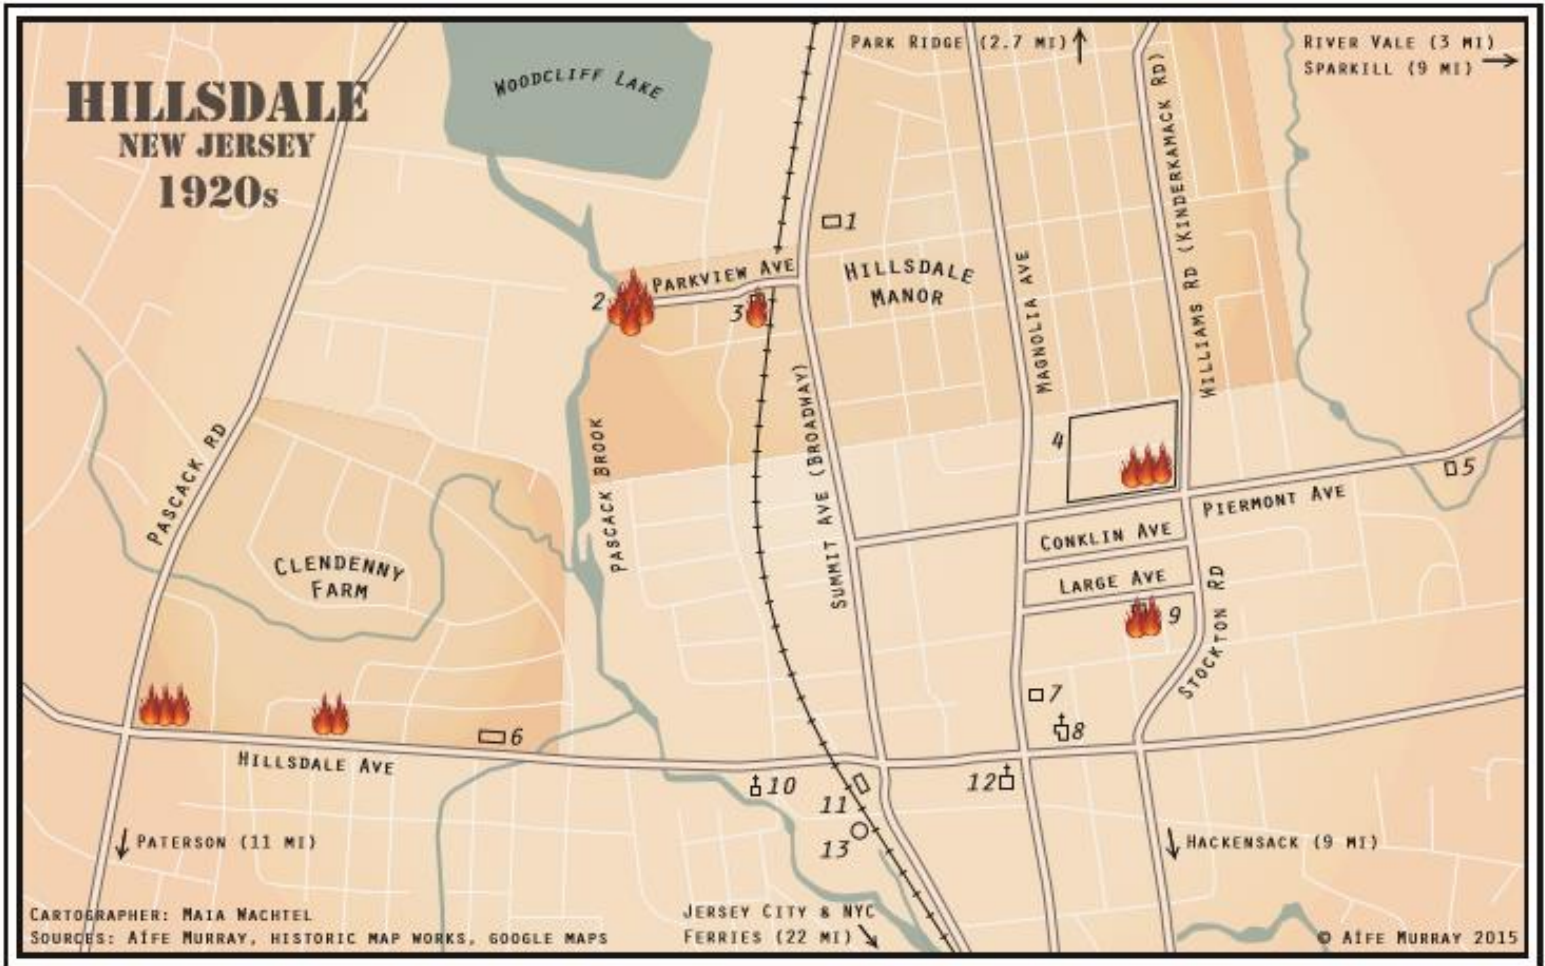 HILLSDALE
NEW JERSEY
1920s
WOODCLIFF LAKE
PARK RIDGE (2.7 MI)
RIVER VALE (3 MI)
SPARKILL (9 MI)
1
HILLSDALE
MANOR
PARKVIEW AVE
2
3
MAGNOLIA AVE
WILLIAMS RD (KINDERKAMACK RD)
PASCACK RD
PASCACK BROOK
SUMMIT AVE (BROADWAY)
4
5
PIERMONT AVE
CONKLIN AVE
LARGE AVE
CLENDENNY
FARM
9
STOCKTON RD
7
8
6
HILLSDALE AVE
10
11
12
13
PATERSON (11 MI)
HACKENSACK (9 MI)
CARTOGRAPHER: MAIA WACHTEL
SOURCES: AÍFE MURRAY, HISTORIC MAP WORKS, GOOGLE MAPS
JERSEY CITY & NYC
FERRIES (22 MI)
© AÍFE MURRAY 2015